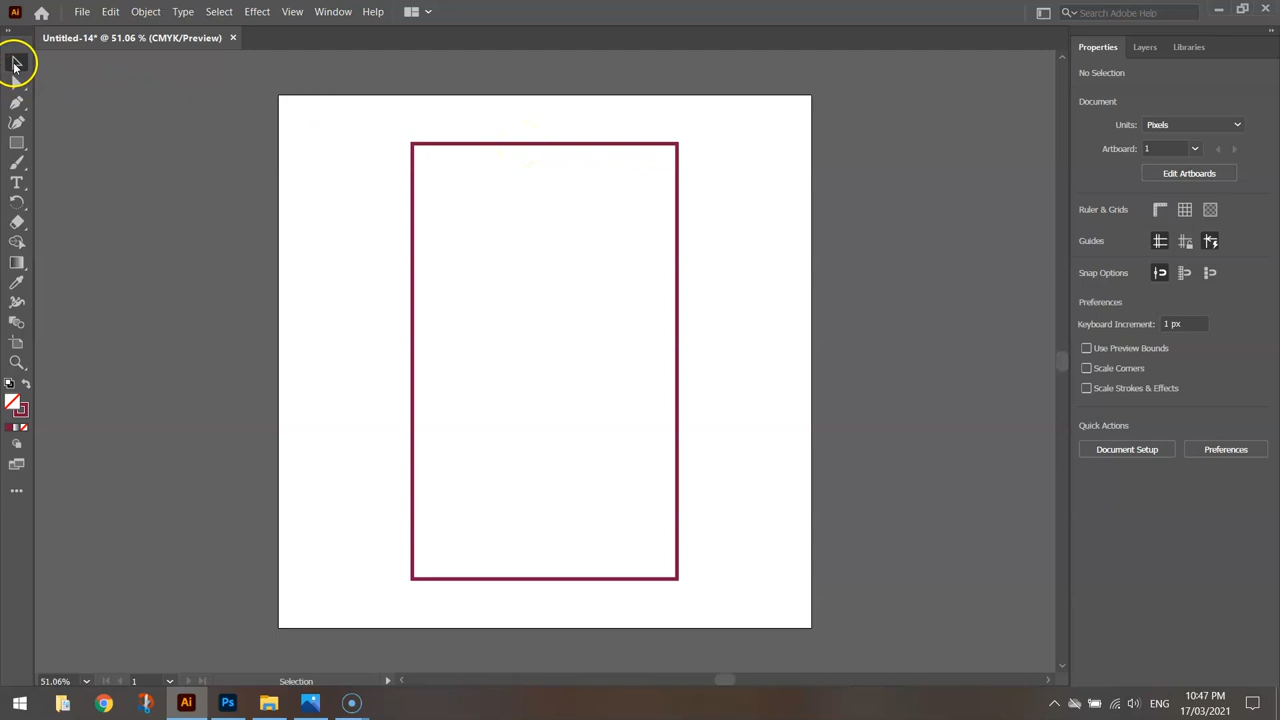 Ai File Edit Object Type Select Effect View Window Help Search Adobe Help
Untitled-14* @ 51.06 % (CMYK/Preview) ×
Properties Layers Libraries
No Selection
Document
Units: Pixels
Artboard: 1
Edit Artboards
Ruler & Grids
Guides
Snap Options
Preferences
Keyboard Increment: 1 px
Use Preview Bounds
Scale Corners
Scale Strokes & Effects
Quick Actions
Document Setup Preferences
T
51.06% 1 Selection
Ai Ps ENG 10:47 PM
17/03/2021